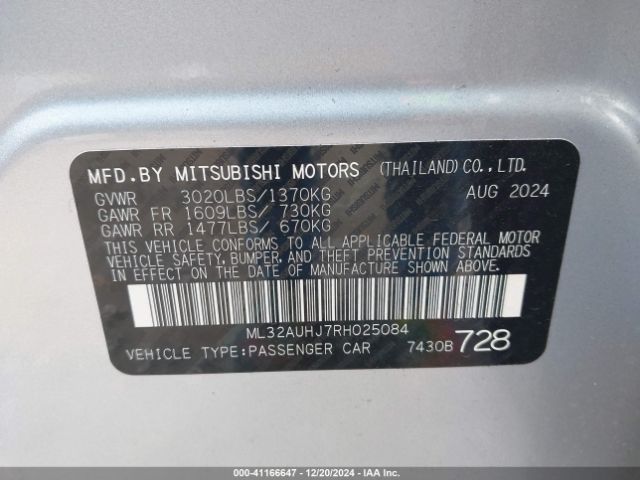 MFD.BY MITSUBISHI MOTORS (THAILAND)CO.,LTD.
GVWR 3020LBS/1370KG AUG 2024
GAWR FR 1609LBS/ 730KG
GAWR RR 1477LBS/ 670KG
THIS VEHICLE CONFORMS TO ALL APPLICABLE FEDERAL MOTOR
VEHICLE SAFETY,BUMPER,AND THEFT PREVENTION STANDARDS
IN EFFECT ON THE DATE OF MANUFACTURE SHOWN ABOVE.
ML32AUHJ7RH025084
VEHICLE TYPE:PASSENGER CAR 7430B 728
000-41166647 / 12/20/2024 - IAAI.com